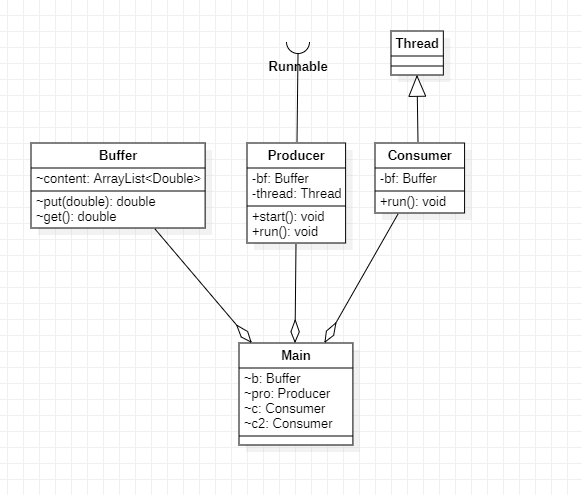 Runnable
Thread
Buffer
~content: ArrayList<Double>
~put(double): double
~get(): double
Producer
-bf: Buffer
-thread: Thread
+start(): void
+run(): void
Consumer
-bf: Buffer
+run(): void
Main
~b: Buffer
~pro: Producer
~c: Consumer
~c2: Consumer